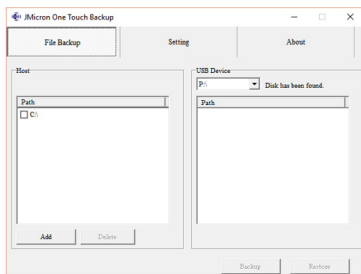 JMicron One Touch Backup
File Backup
Setting
About
Host
Path
C:\
Add
Delete
USB Device
P:\
Disk has been found.
Path
Backup
Restore